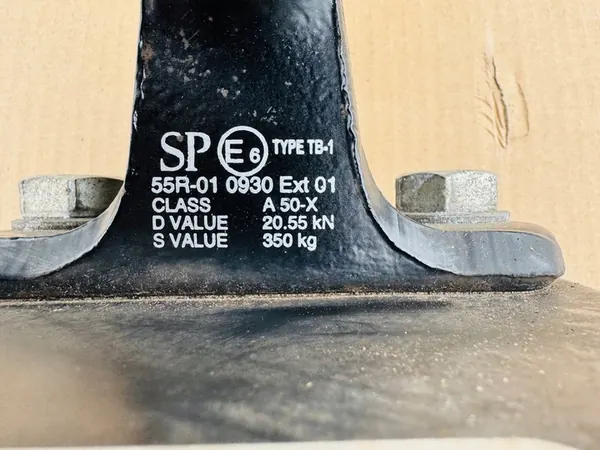 SP E6 TYPE TB-1
55R-01 0930 Ext 01
CLASS A 50-X
D VALUE 20.55 kN
S VALUE 350 kg